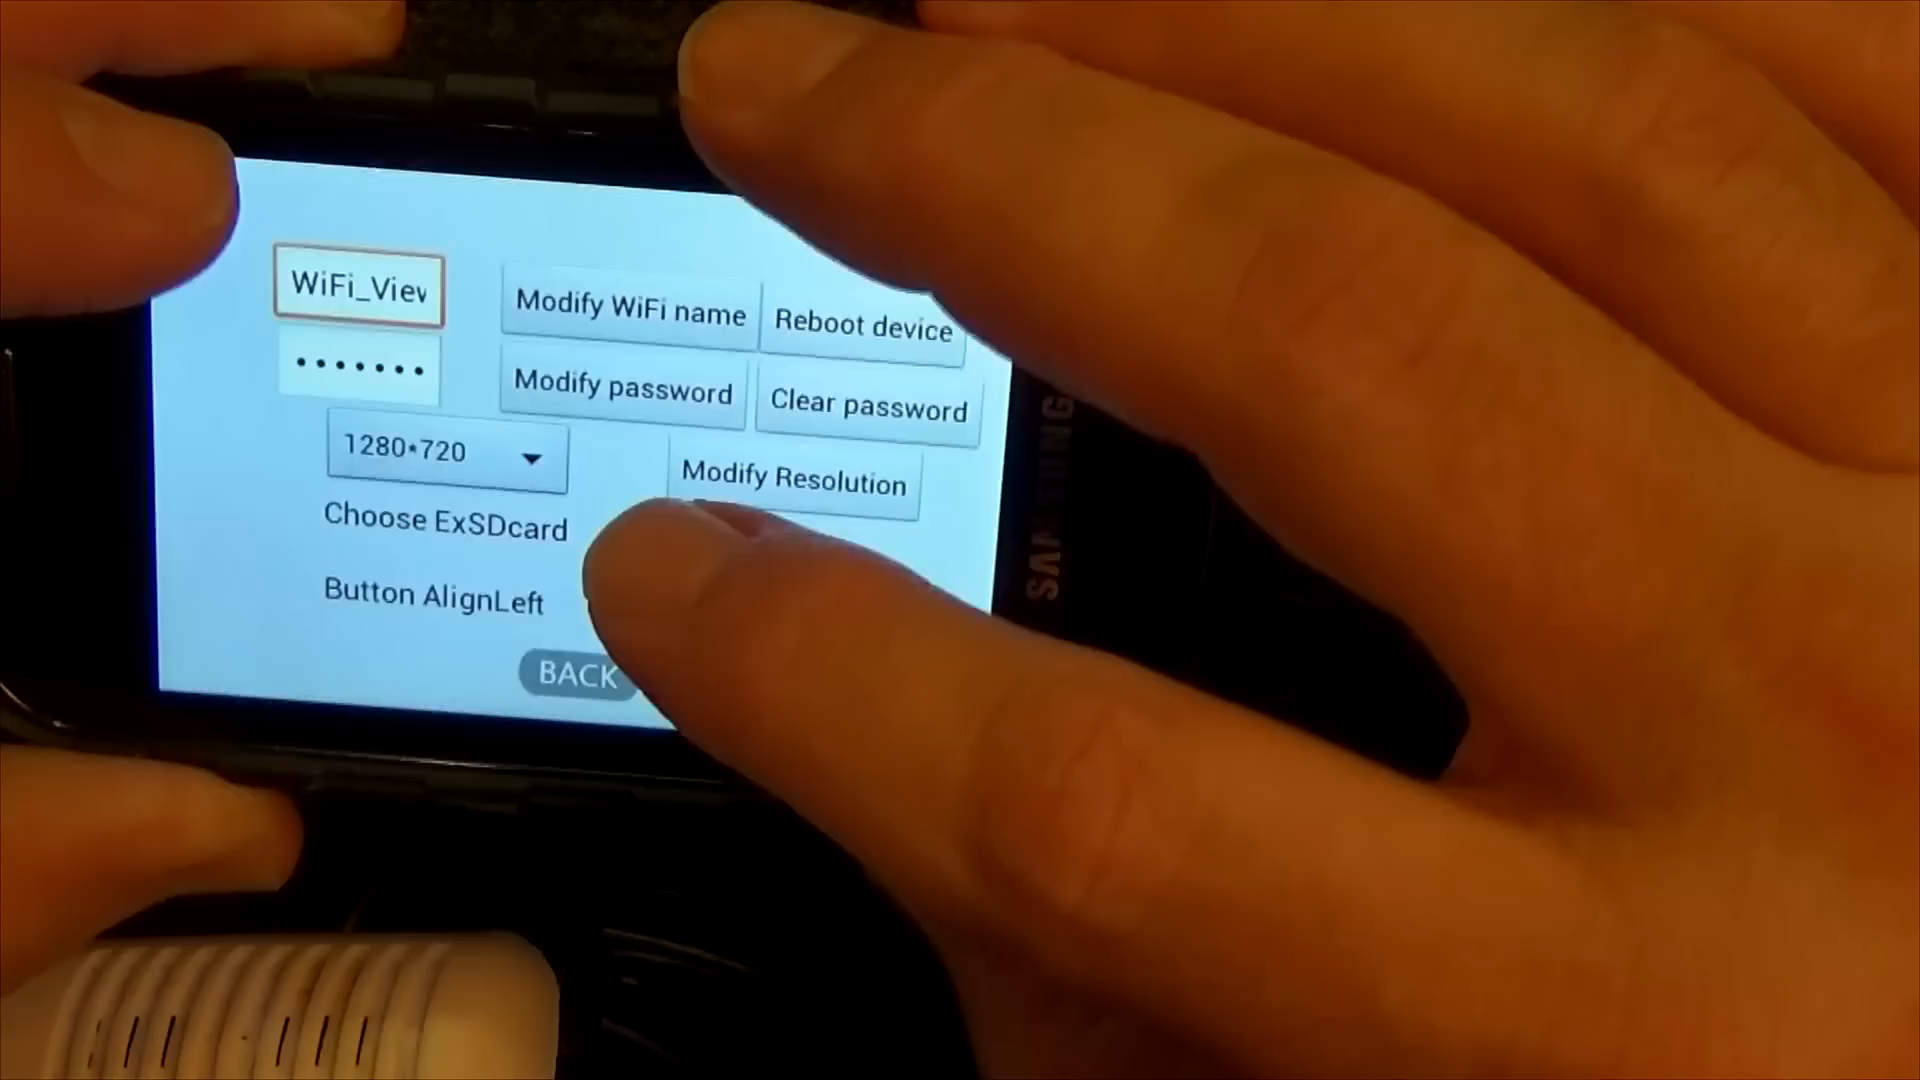 WiFi_View
Modify WiFi name
Reboot device
•••••••
Modify password
Clear password
1280*720
Modify Resolution
Choose ExSDcard
Button AlignLeft
BACK
SAMSUNG